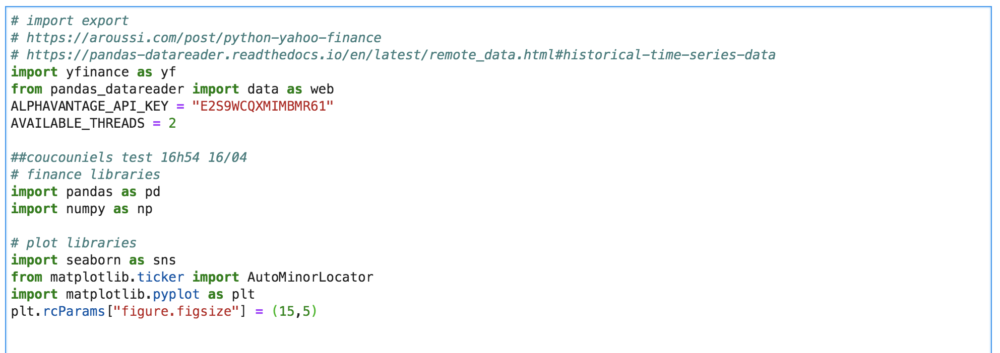 # import export
# https://aroussi.com/post/python-yahoo-finance
# https://pandas-datareader.readthedocs.io/en/latest/remote_data.html#historical-time-series-data
import yfinance as yf
from pandas_datareader import data as web
ALPHAVANTAGE_API_KEY = "E2S9WCQXMIMBMR61"
AVAILABLE_THREADS = 2
##coucouniels test 16h54 16/04
# finance libraries
import pandas as pd
import numpy as np
# plot libraries
import seaborn as sns
from matplotlib.ticker import AutoMinorLocator
import matplotlib.pyplot as plt
plt.rcParams["figure.figsize"] = (15,5)